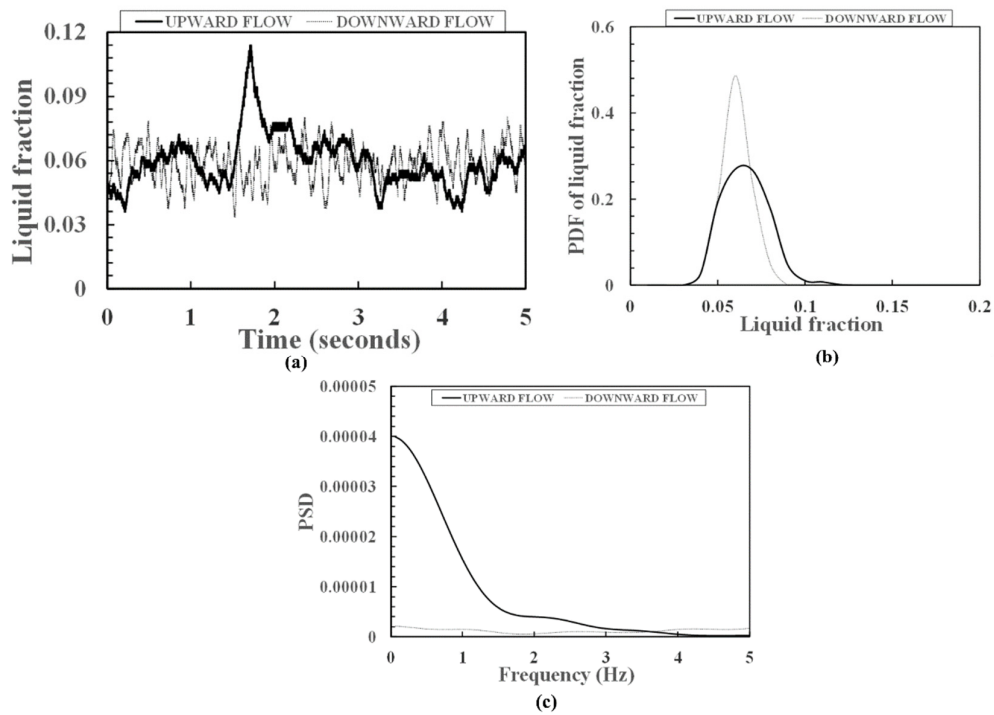 UPWARD FLOW DOWNWARD FLOW
0.12
0.09
0.06
0.03
0
Liquid fraction
0 1 2 3 4 5
Time (seconds)
(a)
UPWARD FLOW DOWNWARD FLOW
0.6
0.4
0.2
0
PDF of liquid fraction
0 0.05 0.1 0.15 0.2
Liquid fraction
(b)
UPWARD FLOW DOWNWARD FLOW
0.00005
0.00004
0.00003
0.00002
0.00001
0
PSD
0 1 2 3 4 5
Frequency (Hz)
(c)